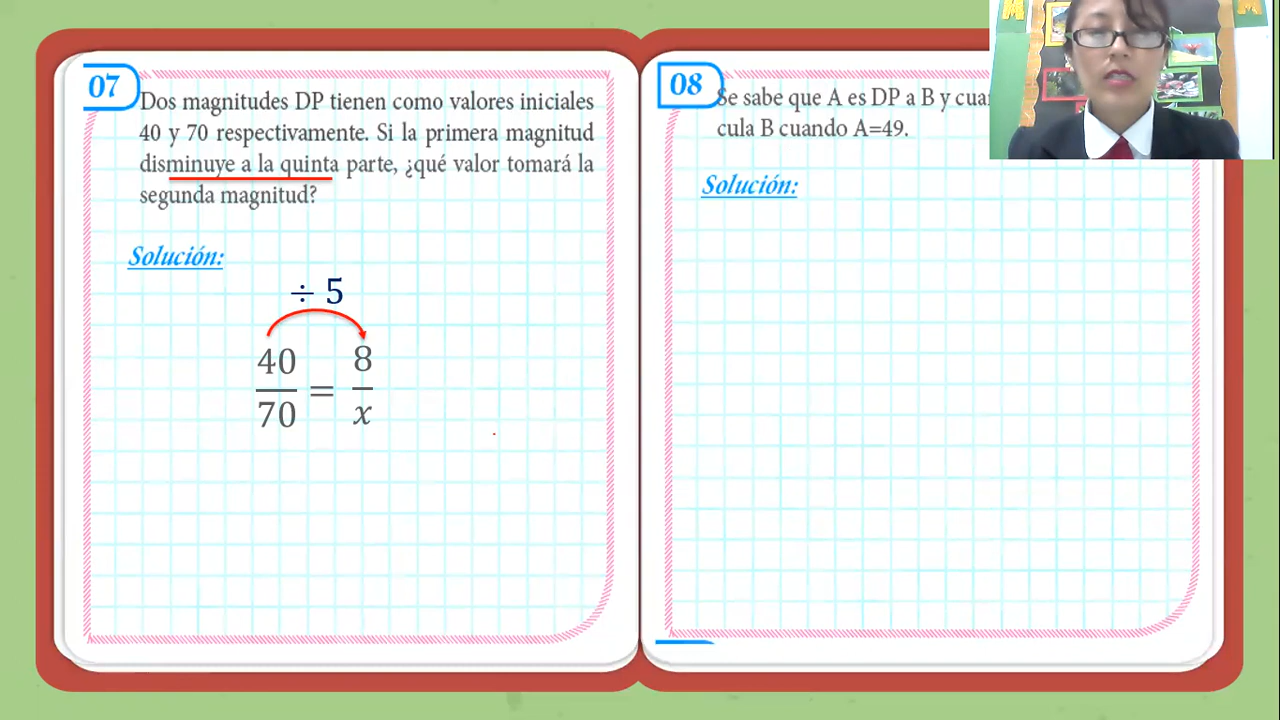 07
Dos magnitudes DP tienen como valores iniciales
40 y 70 respectivamente. Si la primera magnitud
disminuye a la quinta parte, ¿qué valor tomará la
segunda magnitud?
Solución:
÷ 5
40/70 = 8/x
08
Se sabe que A es DP a B y
cula B cuando A=49.
Solución: